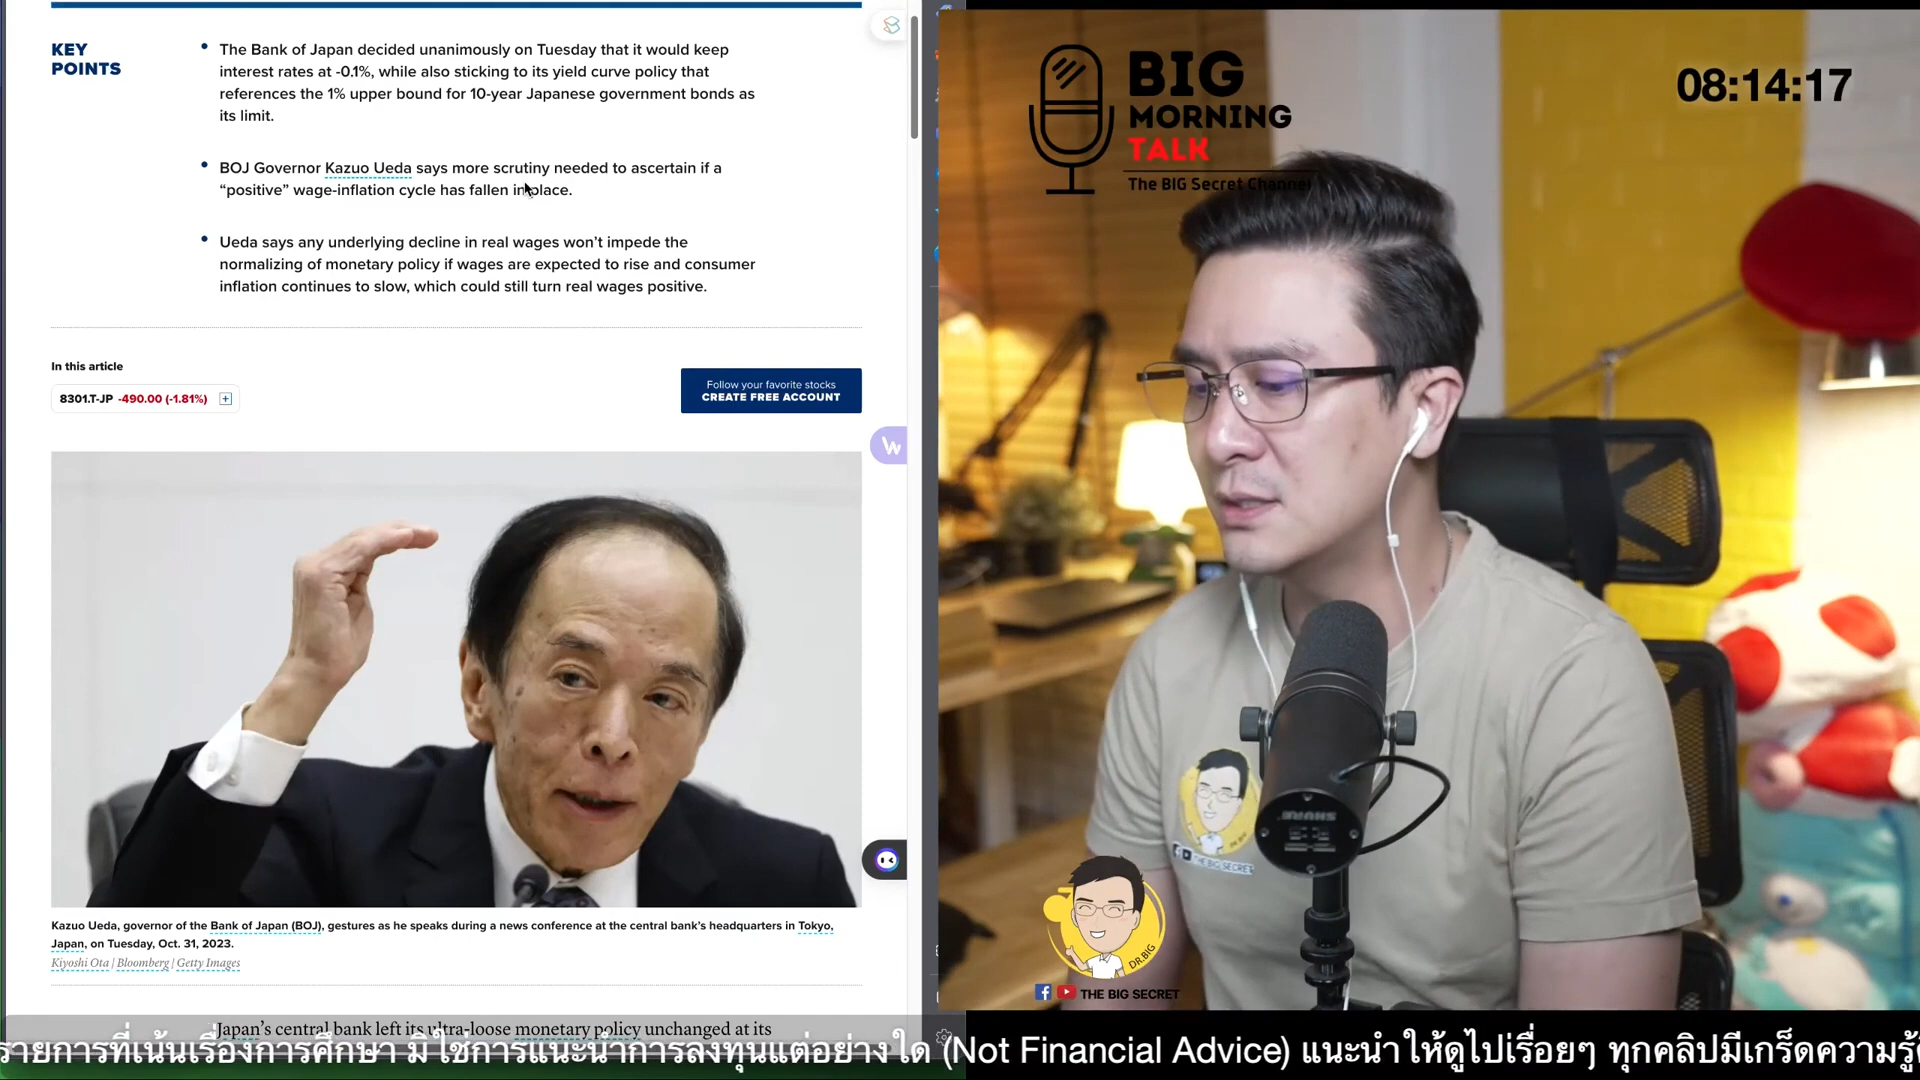 KEY
POINTS
The Bank of Japan decided unanimously on Tuesday that it would keep
interest rates at -0.1%, while also sticking to its yield curve policy that
references the 1% upper bound for 10-year Japanese government bonds as
its limit.
BOJ Governor Kazuo Ueda says more scrutiny needed to ascertain if a
“positive” wage-inflation cycle has fallen in place.
Ueda says any underlying decline in real wages won’t impede the
normalizing of monetary policy if wages are expected to rise and consumer
inflation continues to slow, which could still turn real wages positive.
In this article
8301.T-JP -490.00 (-1.81%) +
Follow your favorite stocks
CREATE FREE ACCOUNT
Kazuo Ueda, governor of the Bank of Japan (BOJ), gestures as he speaks during a news conference at the central bank’s headquarters in Tokyo,
Japan, on Tuesday, Oct. 31, 2023.
Kiyoshi Ota | Bloomberg | Getty Images
Japan’s central bank left its ultra-loose monetary policy unchanged at its
BIG
MORNING
TALK
The BIG Secret Channel
08:14:17
SHURE
THE BIG SECRET
DR.BIG
THE BIG SECRET
รายการที่เน้นเรื่องการศึกษา มิใช่การแนะนำการลงทุนแต่อย่างใด (Not Financial Advice) แนะนำให้ดูไปเรื่อยๆ ทุกคลิปมีเกร็ดความรู้